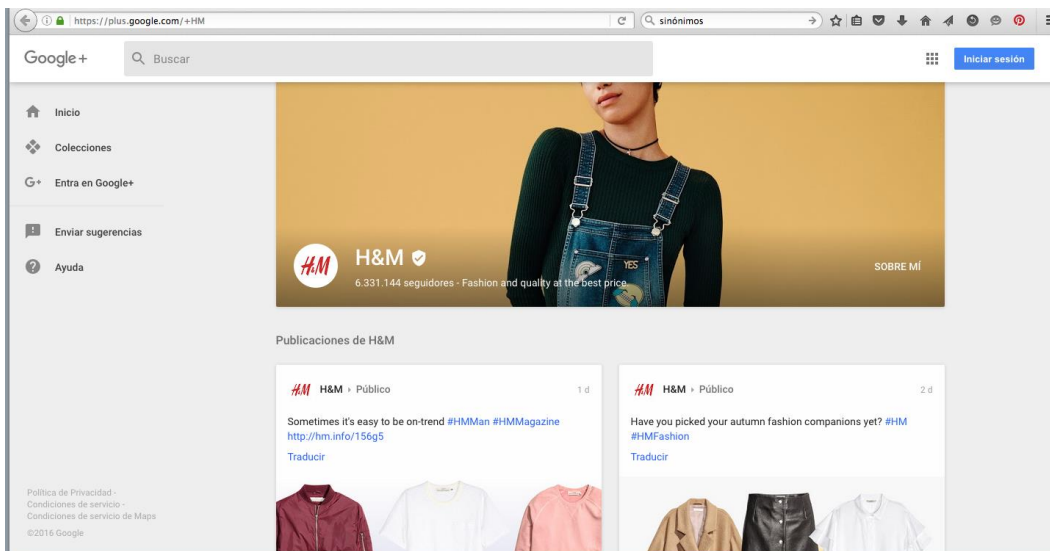 https://plus.google.com/+HM
sinónimos
Google+
Buscar
Iniciar sesión
Inicio
Colecciones
G+ Entra en Google+
Enviar sugerencias
Ayuda
Política de Privacidad -
Condiciones de servicio -
Condiciones de servicio de Maps
©2016 Google
YES
H&M
H&M
6.331.144 seguidores - Fashion and quality at the best price.
SOBRE MÍ
Publicaciones de H&M
H&M H&M Público 1 d
Sometimes it's easy to be on-trend #HMMan #HMMagazine
http://hm.info/156g5
Traducir
H&M H&M Público 2 d
Have you picked your autumn fashion companions yet? #HM
#HMFashion
Traducir